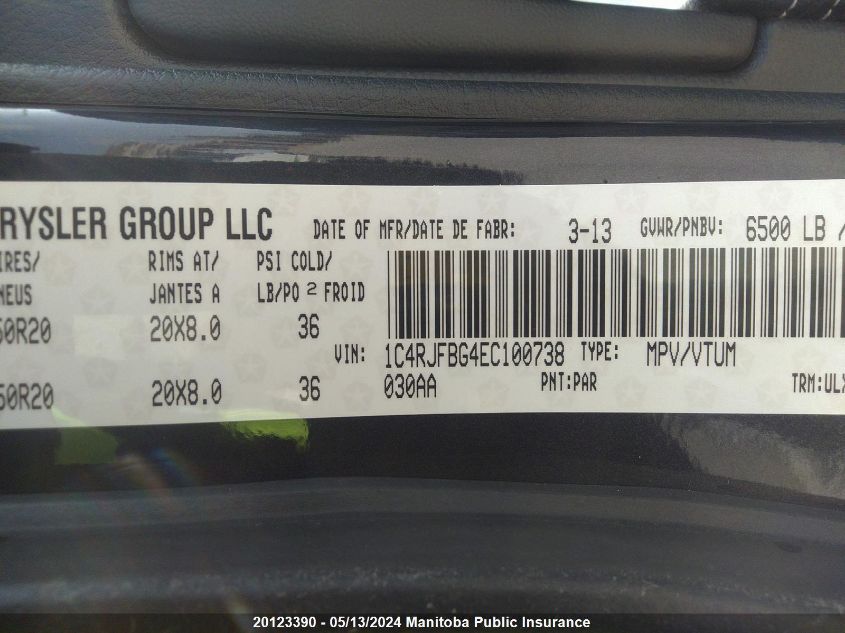 RYSLER GROUP LLC DATE OF MFR/DATE DE FABR: 3-13 GVWR/PNBV: 6500 LB /
IRES/ RIMS AT/ PSI COLD/
NEUS JANTES A LB/PO 2 FROID
50R20 20X8.0 36
VIN: 1C4RJFBG4EC100738 TYPE: MPV/VTUM
50R20 20X8.0 36 030AA PNT:PAR TRM:ULX
20123390 - 05/13/2024 Manitoba Public Insurance